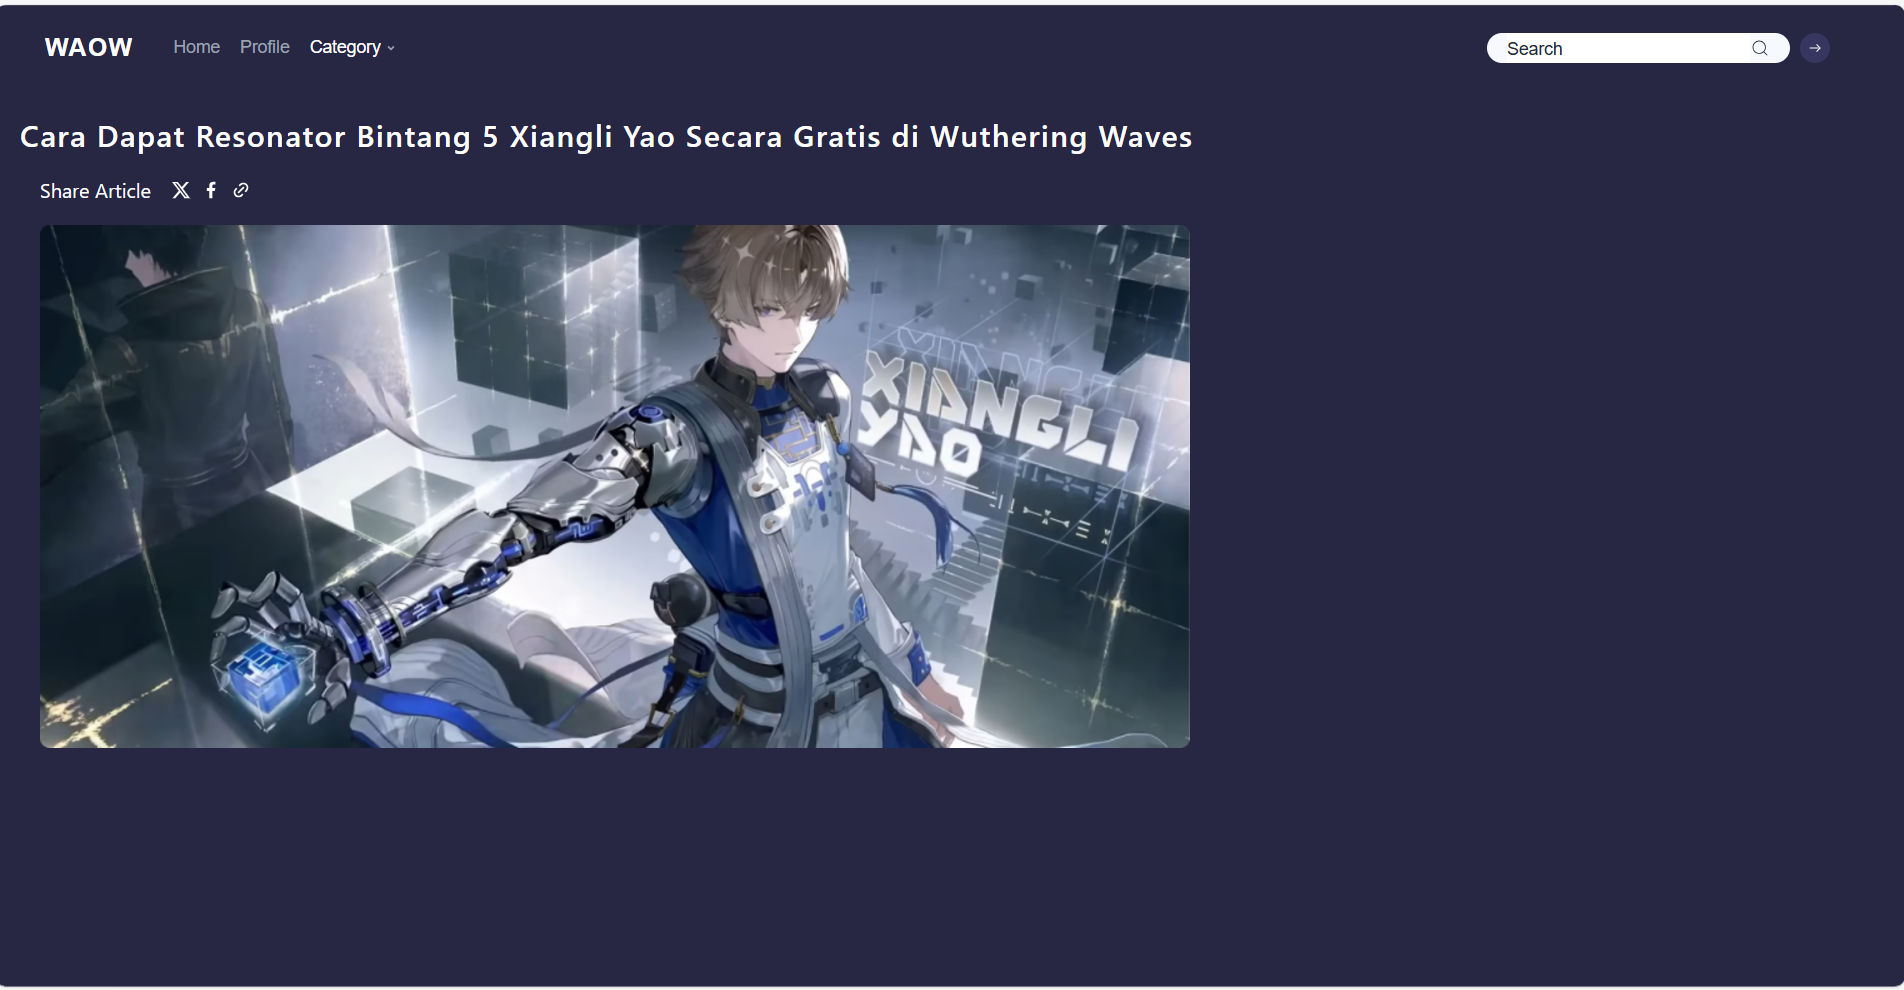 WAOW Home Profile Category Search
Cara Dapat Resonator Bintang 5 Xiangli Yao Secara Gratis di Wuthering Waves
Share Article
XIANGLI
YAO